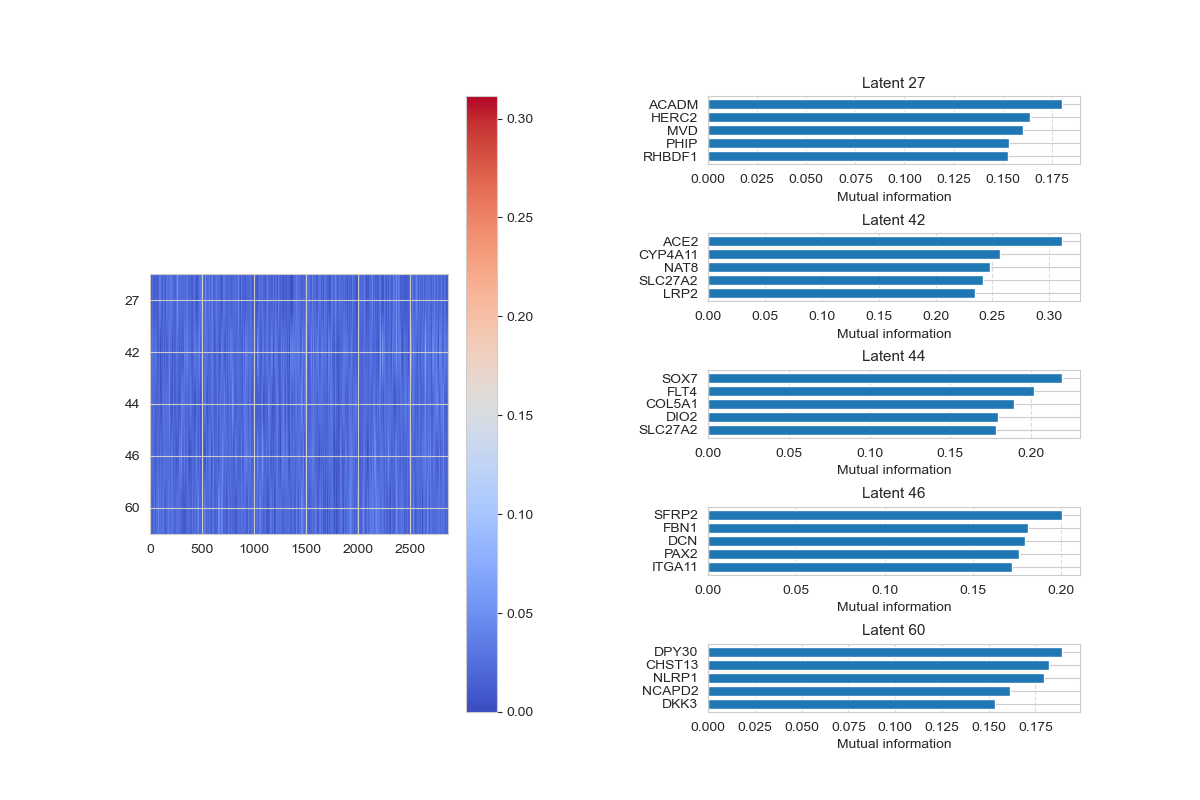 27
42
44
46
60
0 500 1000 1500 2000 2500
0.30
0.25
0.20
0.15
0.10
0.05
0.00
Latent 27
ACADM
HERC2
MVD
PHIP
RHBDF1
0.000 0.025 0.050 0.075 0.100 0.125 0.150 0.175
Mutual information
Latent 42
ACE2
CYP4A11
NAT8
SLC27A2
LRP2
0.00 0.05 0.10 0.15 0.20 0.25 0.30
Mutual information
Latent 44
SOX7
FLT4
COL5A1
DIO2
SLC27A2
0.00 0.05 0.10 0.15 0.20
Mutual information
Latent 46
SFRP2
FBN1
DCN
PAX2
ITGA11
0.00 0.05 0.10 0.15 0.20
Mutual information
Latent 60
DPY30
CHST13
NLRP1
NCAPD2
DKK3
0.000 0.025 0.050 0.075 0.100 0.125 0.150 0.175
Mutual information